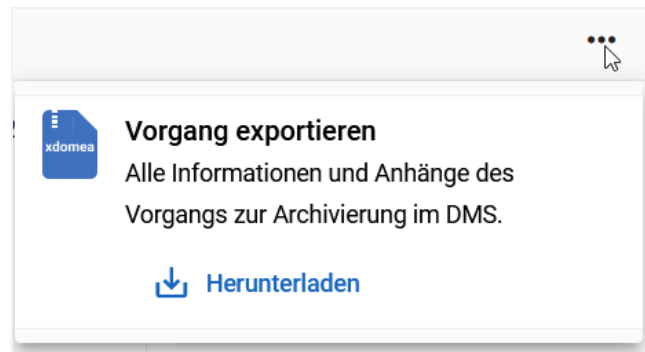 xdomea
Vorgang exportieren
Alle Informationen und Anhänge des
Vorgangs zur Archivierung im DMS.
Herunterladen